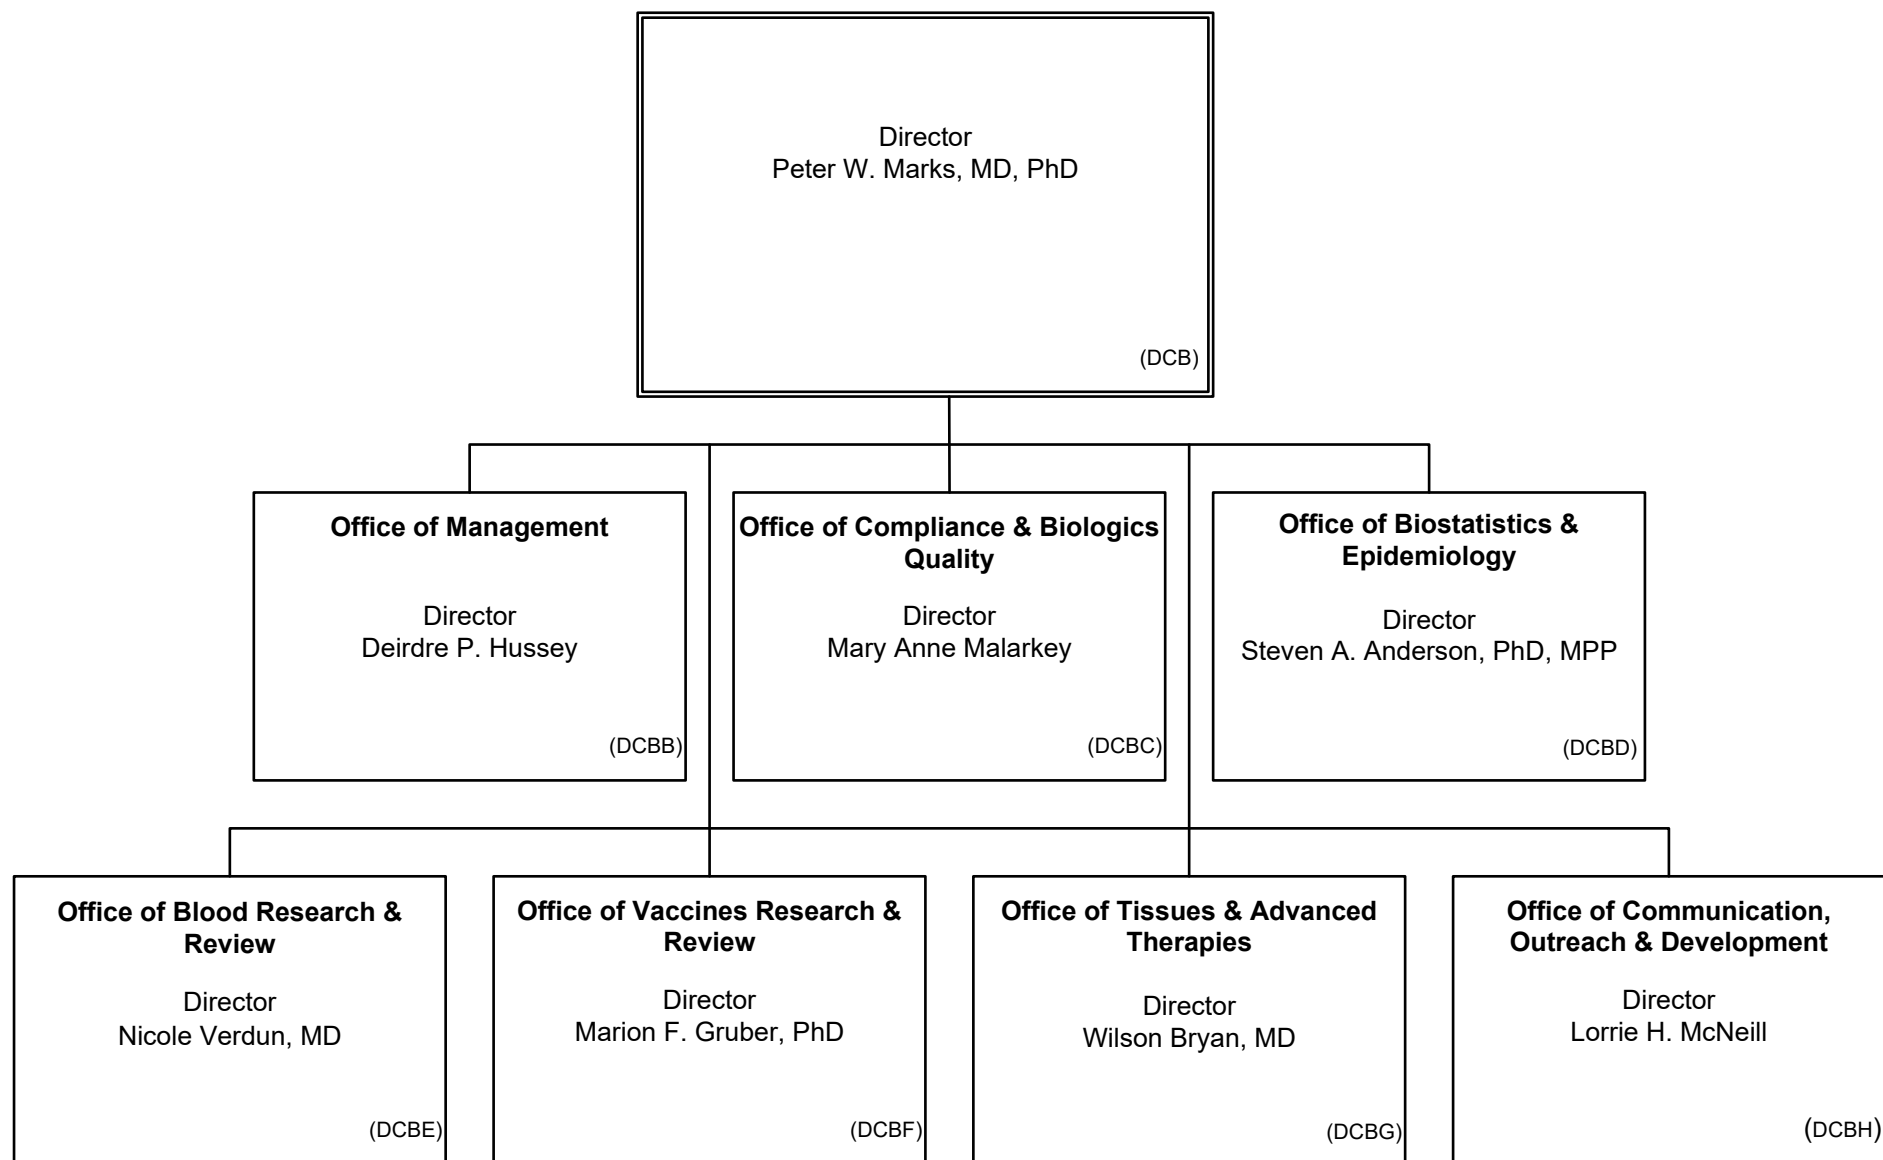 Director
Peter W. Marks, MD, PhD
(DCB)
Office of Management
Director
Deirdre P. Hussey
(DCBB)
Office of Compliance & Biologics
Quality
Director
Mary Anne Malarkey
(DCBC)
Office of Biostatistics &
Epidemiology
Director
Steven A. Anderson, PhD, MPP
(DCBD)
Office of Blood Research &
Review
Director
Nicole Verdun, MD
(DCBE)
Office of Vaccines Research &
Review
Director
Marion F. Gruber, PhD
(DCBF)
Office of Tissues & Advanced
Therapies
Director
Wilson Bryan, MD
(DCBG)
Office of Communication,
Outreach & Development
Director
Lorrie H. McNeill
(DCBH)